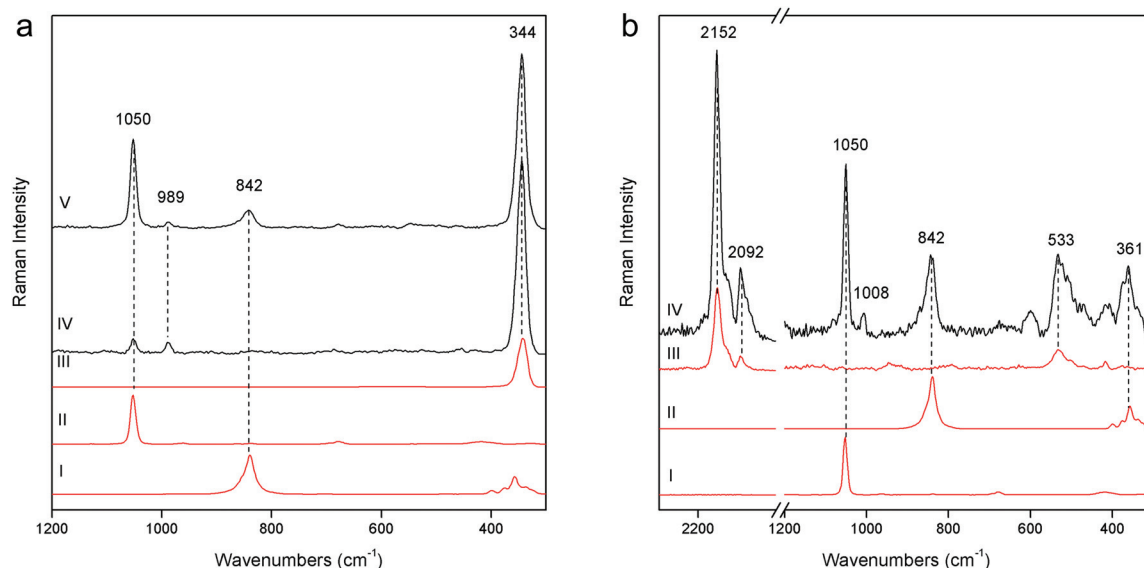 a
344
1050
989
842
V
IV
III
II
I
Raman Intensity
1200 1000 800 600 400
Wavenumbers (cm⁻¹)
b
2152
1050
842
533
361
2092
1008
IV
III
II
I
Raman Intensity
2200 1200 1000 800 600 400
Wavenumbers (cm⁻¹)